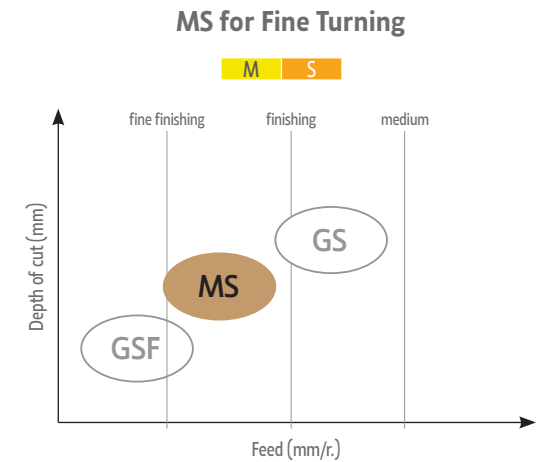 MS for Fine Turning
M S
fine finishing finishing medium
Depth of cut (mm)
GS
MS
GSF
Feed (mm/r.)